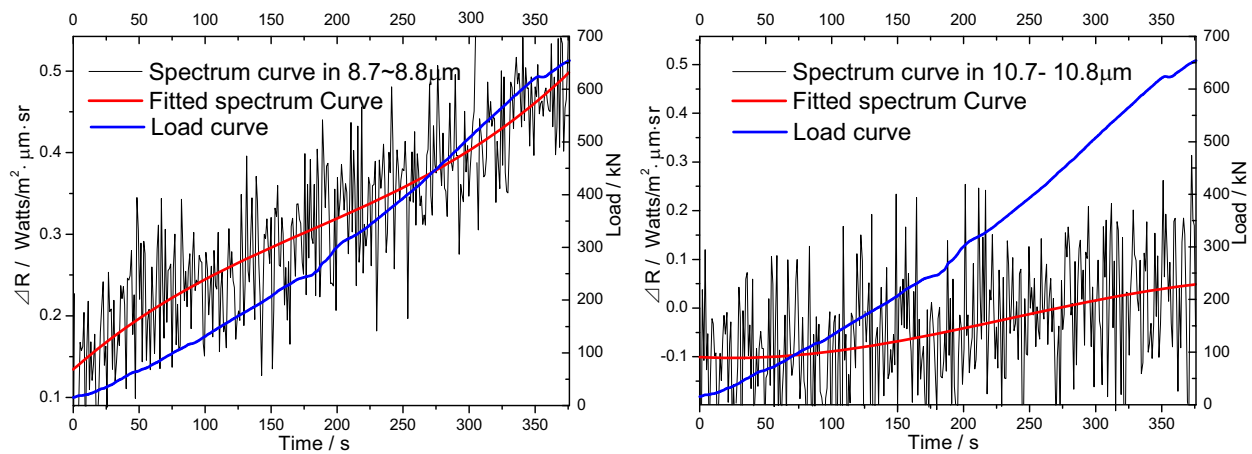 0 50 100 150 200 250 300 350
Spectrum curve in 8.7~8.8μm
Fitted spectrum Curve
Load curve
0.5
0.4
0.3
0.2
0.1
⊿R / Watts/m²·μm·sr
700
600
500
400
300
200
100
0
Load / kN
0 50 100 150 200 250 300 350
Time / s
0 50 100 150 200 250 300 350
Spectrum curve in 10.7- 10.8μm
Fitted spectrum Curve
Load curve
0.5
0.5
0.3
0.2
0.1
0.0
-0.1
⊿R / Watts/m²·μm·sr
700
600
500
400
300
200
100
0
Load / kN
0 50 100 150 200 250 300 350
Time / s